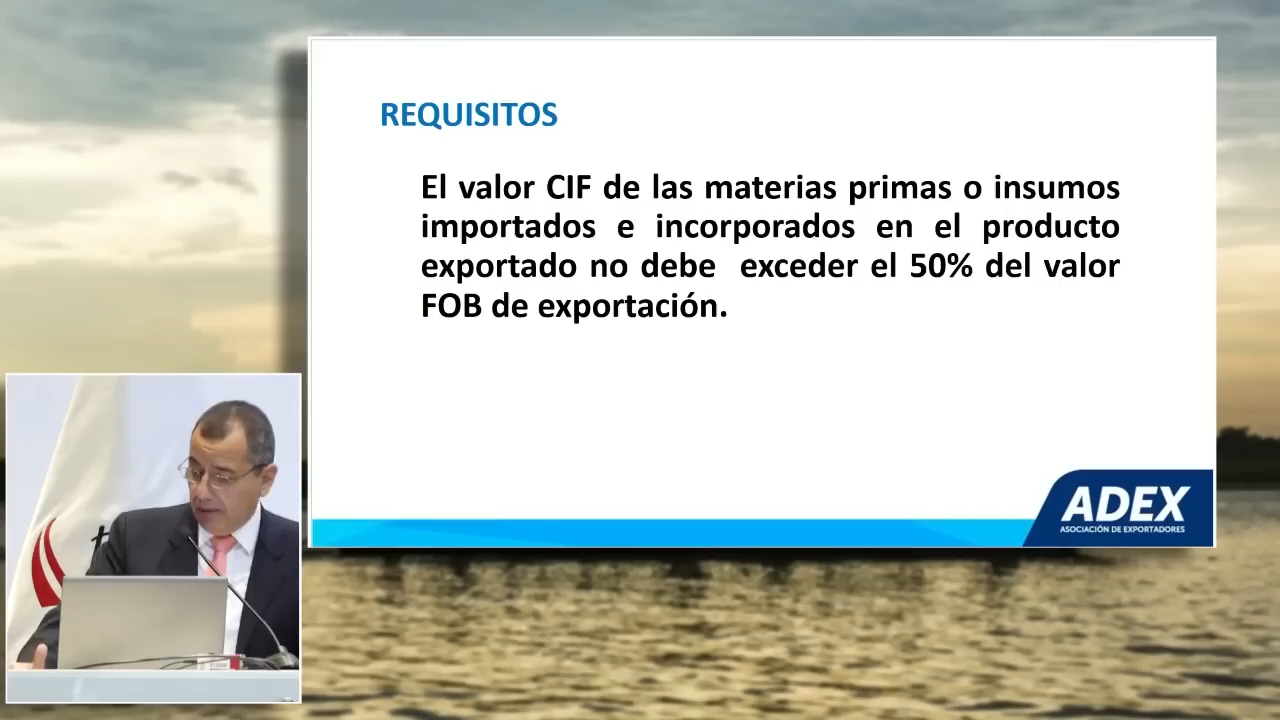 REQUISITOS
El valor CIF de las materias primas o insumos
importados e incorporados en el producto
exportado no debe exceder el 50% del valor
FOB de exportación.
ADEX
ASOCIACIÓN DE EXPORTADORES